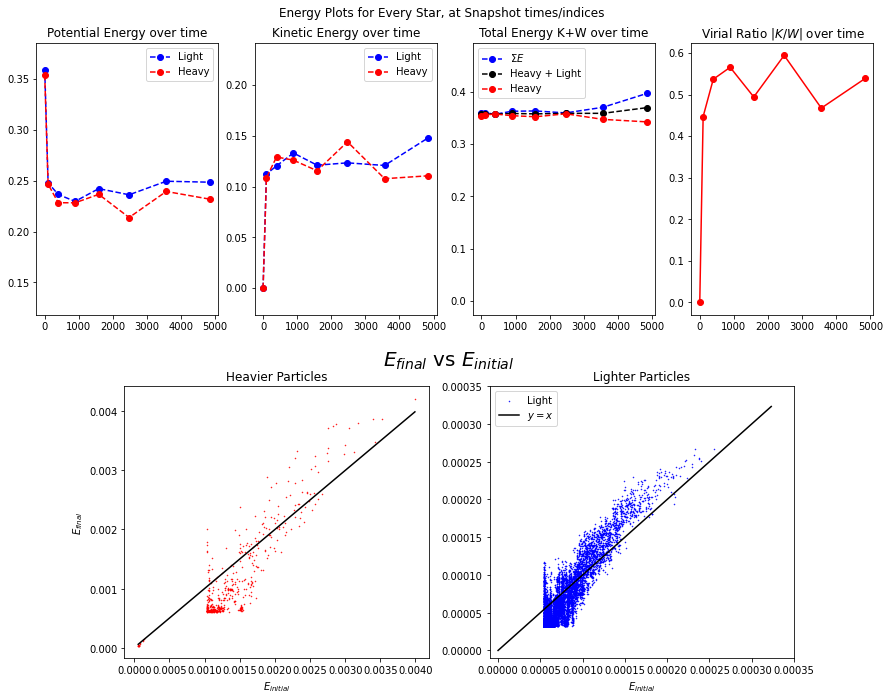 Energy Plots for Every Star, at Snapshot times/indices
Potential Energy over time
Kinetic Energy over time
Total Energy K+W over time
Virial Ratio |K/W| over time
Light
Heavy
0.35
0.30
0.25
0.20
0.15
0 1000 2000 3000 4000 5000
Light
Heavy
0.20
0.15
0.10
0.05
0.00
0 1000 2000 3000 4000 5000
ΣE
Heavy + Light
Heavy
0.4
0.3
0.2
0.1
0.0
0 1000 2000 3000 4000 5000
0.6
0.5
0.4
0.3
0.2
0.1
0.0
0 1000 2000 3000 4000 5000
E_final vs E_initial
Heavier Particles
0.004
0.003
0.002
0.001
0.000
E_final
0.0000 0.0005 0.0010 0.0015 0.0020 0.0025 0.0030 0.0035 0.0040
E_initial
Lighter Particles
Light
y = x
0.00035
0.00030
0.00025
0.00020
0.00015
0.00010
0.00005
0.00000
0.00000 0.00005 0.00010 0.00015 0.00020 0.00025 0.00030 0.00035
E_initial